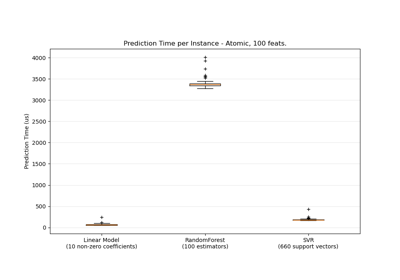 Prediction Time per Instance - Atomic, 100 feats.
4000
3500
3000
2500
2000
1500
1000
500
0
Prediction Time (us)
Linear Model
(10 non-zero coefficients)
RandomForest
(100 estimators)
SVR
(660 support vectors)